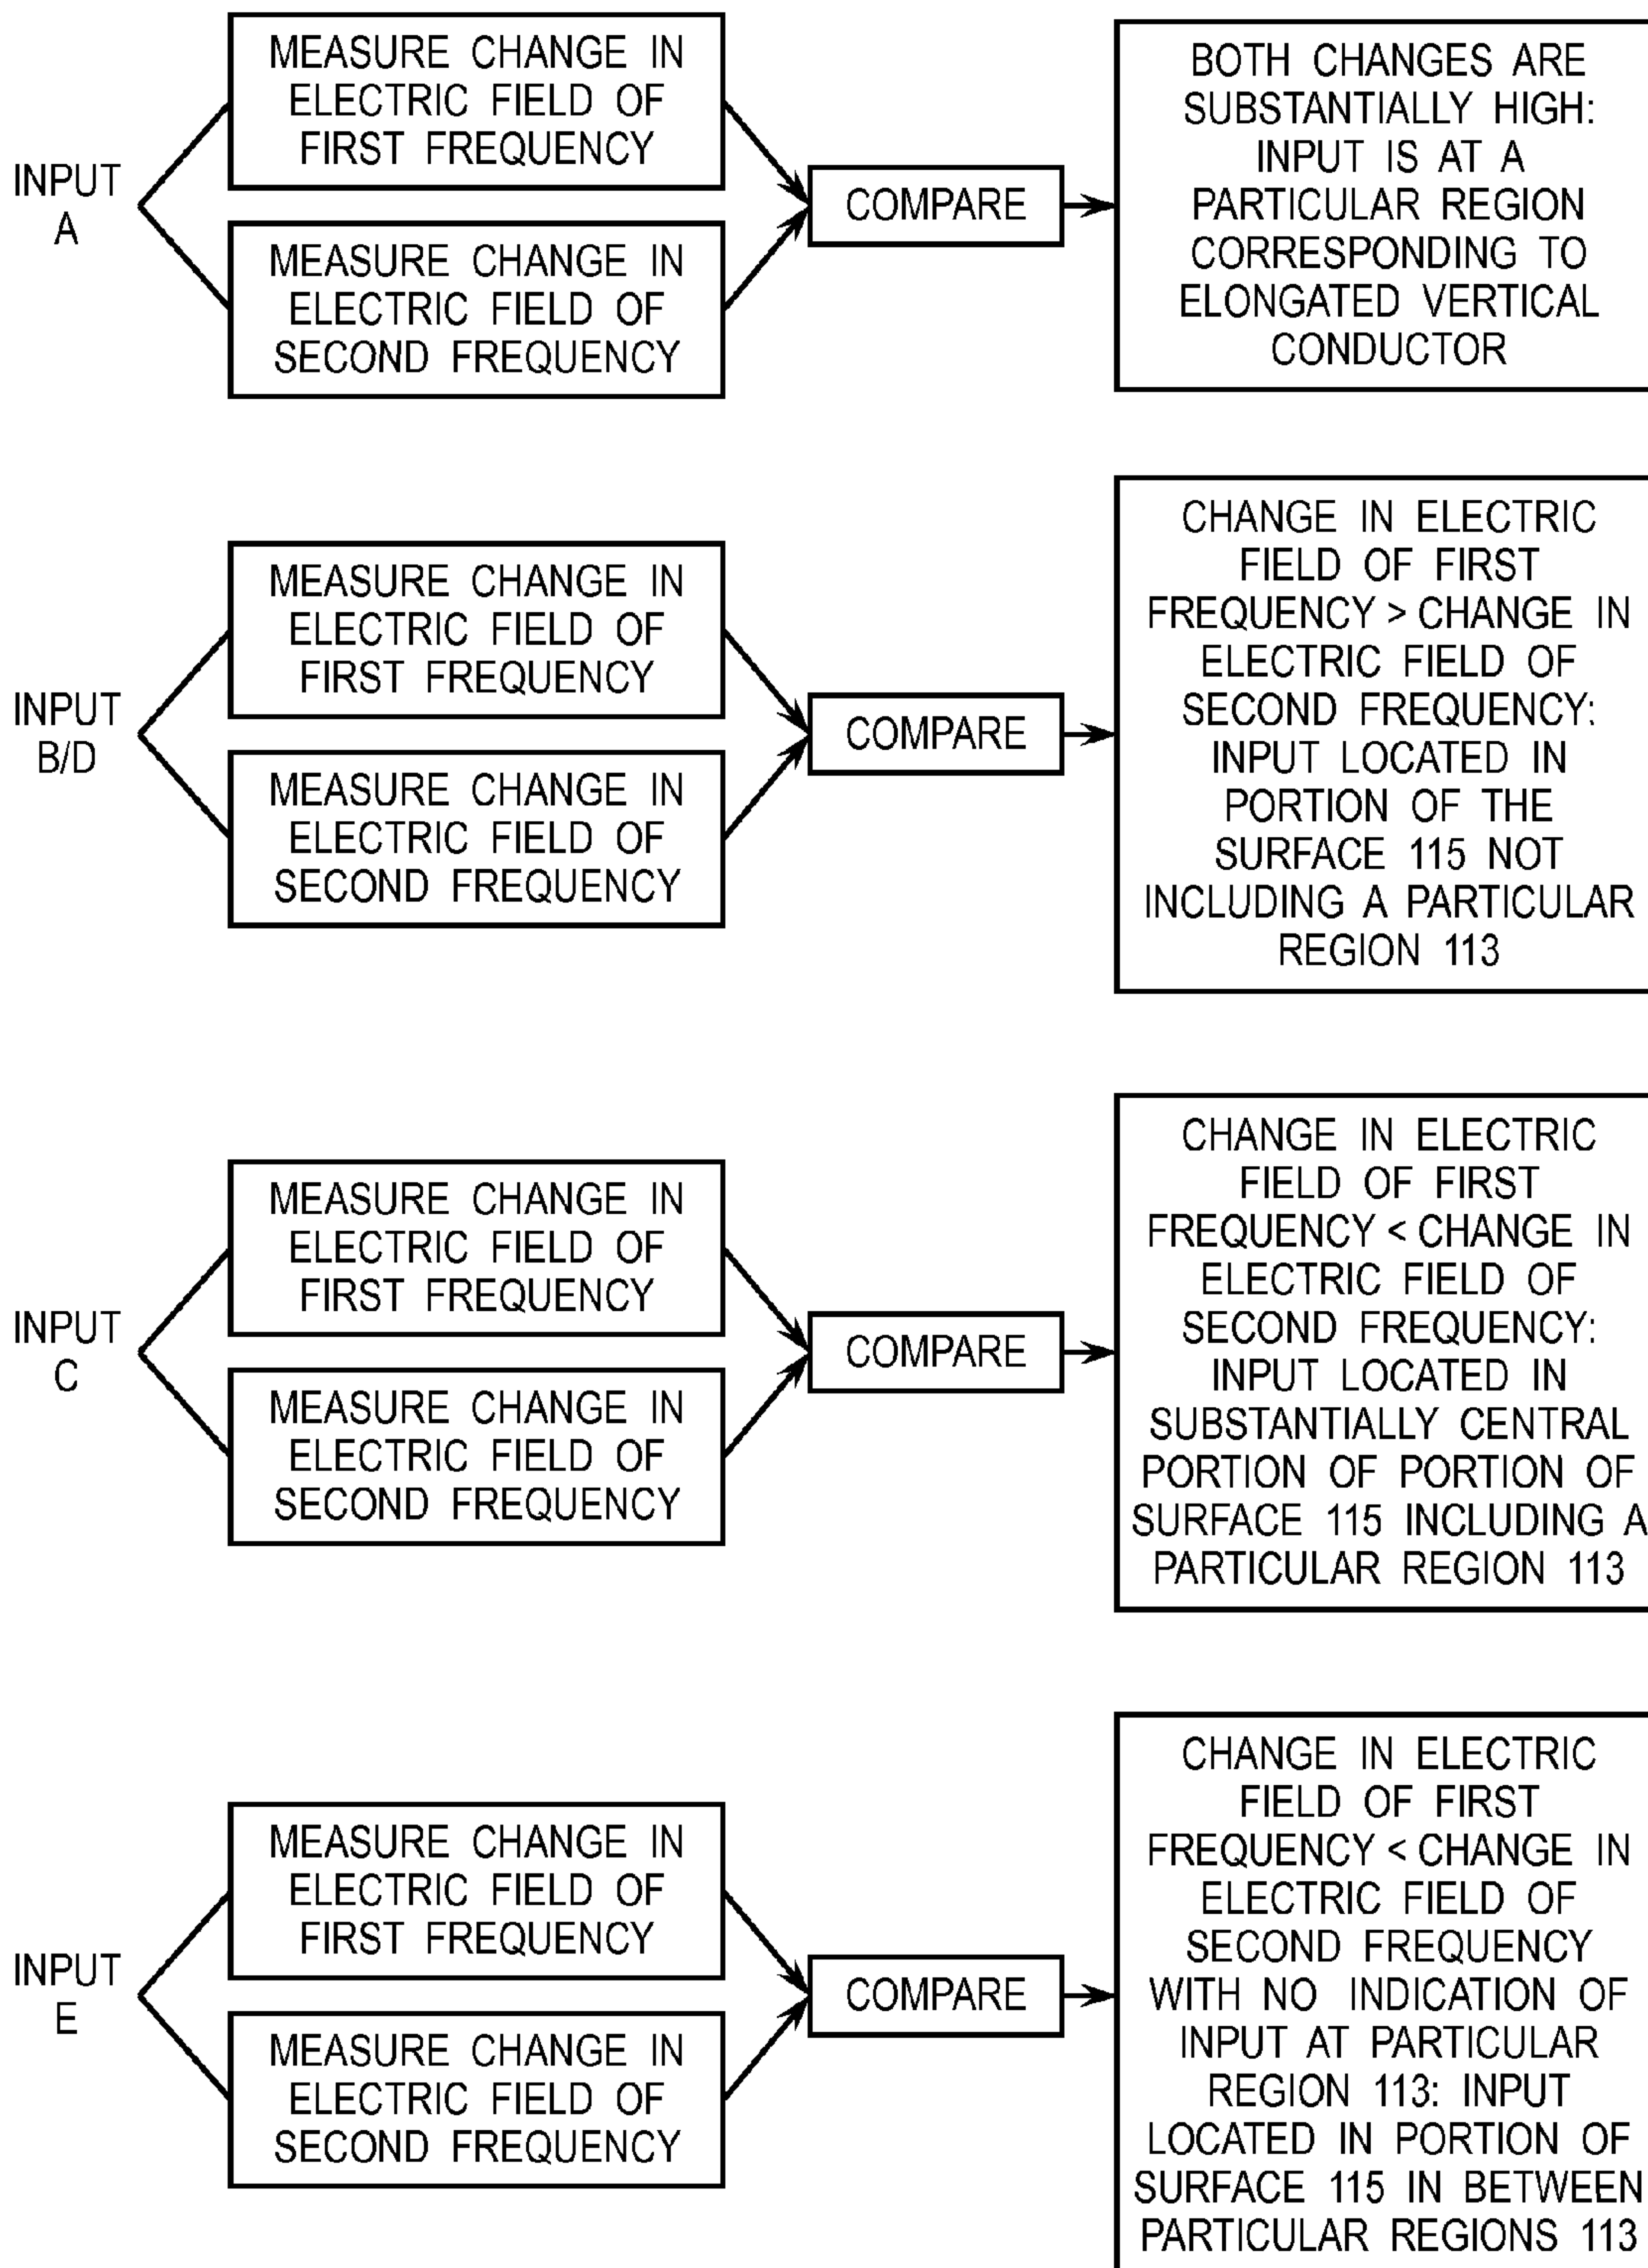 INPUT
A
MEASURE CHANGE IN
ELECTRIC FIELD OF
FIRST FREQUENCY
MEASURE CHANGE IN
ELECTRIC FIELD OF
SECOND FREQUENCY
COMPARE
BOTH CHANGES ARE
SUBSTANTIALLY HIGH:
INPUT IS AT A
PARTICULAR REGION
CORRESPONDING TO
ELONGATED VERTICAL
CONDUCTOR
INPUT
B/D
MEASURE CHANGE IN
ELECTRIC FIELD OF
FIRST FREQUENCY
MEASURE CHANGE IN
ELECTRIC FIELD OF
SECOND FREQUENCY
COMPARE
CHANGE IN ELECTRIC
FIELD OF FIRST
FREQUENCY > CHANGE IN
ELECTRIC FIELD OF
SECOND FREQUENCY:
INPUT LOCATED IN
PORTION OF THE
SURFACE 115 NOT
INCLUDING A PARTICULAR
REGION 113
INPUT
C
MEASURE CHANGE IN
ELECTRIC FIELD OF
FIRST FREQUENCY
MEASURE CHANGE IN
ELECTRIC FIELD OF
SECOND FREQUENCY
COMPARE
CHANGE IN ELECTRIC
FIELD OF FIRST
FREQUENCY < CHANGE IN
ELECTRIC FIELD OF
SECOND FREQUENCY:
INPUT LOCATED IN
SUBSTANTIALLY CENTRAL
PORTION OF PORTION OF
SURFACE 115 INCLUDING A
PARTICULAR REGION 113
INPUT
E
MEASURE CHANGE IN
ELECTRIC FIELD OF
FIRST FREQUENCY
MEASURE CHANGE IN
ELECTRIC FIELD OF
SECOND FREQUENCY
COMPARE
CHANGE IN ELECTRIC
FIELD OF FIRST
FREQUENCY < CHANGE IN
ELECTRIC FIELD OF
SECOND FREQUENCY
WITH NO INDICATION OF
INPUT AT PARTICULAR
REGION 113: INPUT
LOCATED IN PORTION OF
SURFACE 115 IN BETWEEN
PARTICULAR REGIONS 113